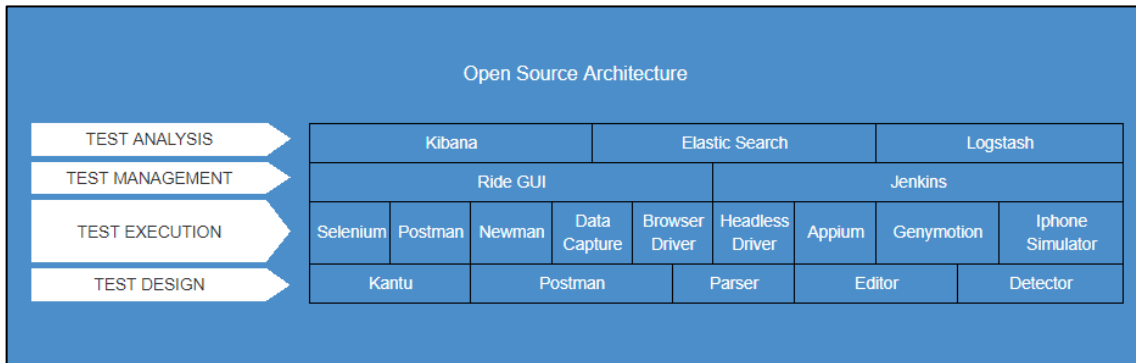 Open Source Architecture
TEST ANALYSIS
Kibana
Elastic Search
Logstash
TEST MANAGEMENT
Ride GUI
Jenkins
TEST EXECUTION
Selenium
Postman
Newman
Data
Capture
Browser
Driver
Headless
Driver
Appium
Genymotion
Iphone
Simulator
TEST DESIGN
Kantu
Postman
Parser
Editor
Detector